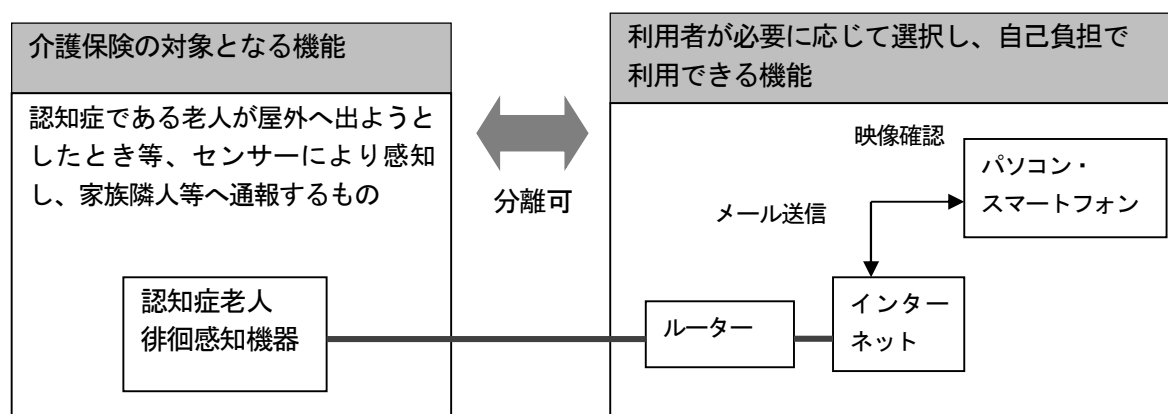 介護保険の対象となる機能
認知症である老人が屋外へ出ようと
したとき等、センサーにより感知
し、家族隣人等へ通報するもの
認知症老人
徘徊感知機器
分離可
利用者が必要に応じて選択し、自己負担で
利用できる機能
映像確認
パソコン・
スマートフォン
メール送信
ルーター
インター
ネット